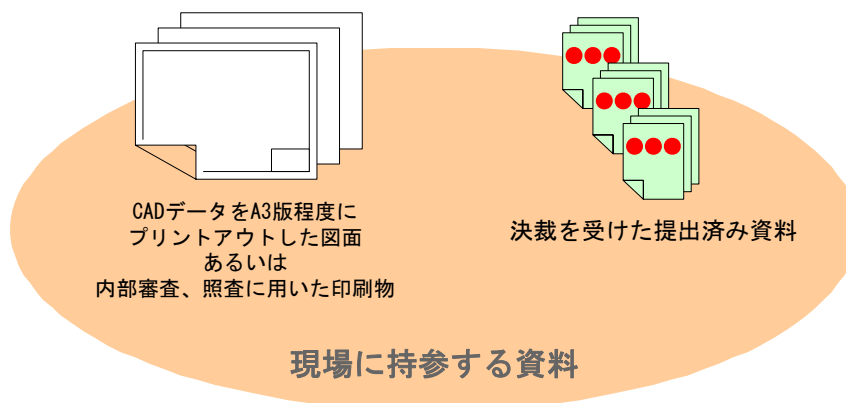 CADデータをA3版程度に
プリントアウトした図面
あるいは
内部審査、照査に用いた印刷物
決裁を受けた提出済み資料
現場に持参する資料